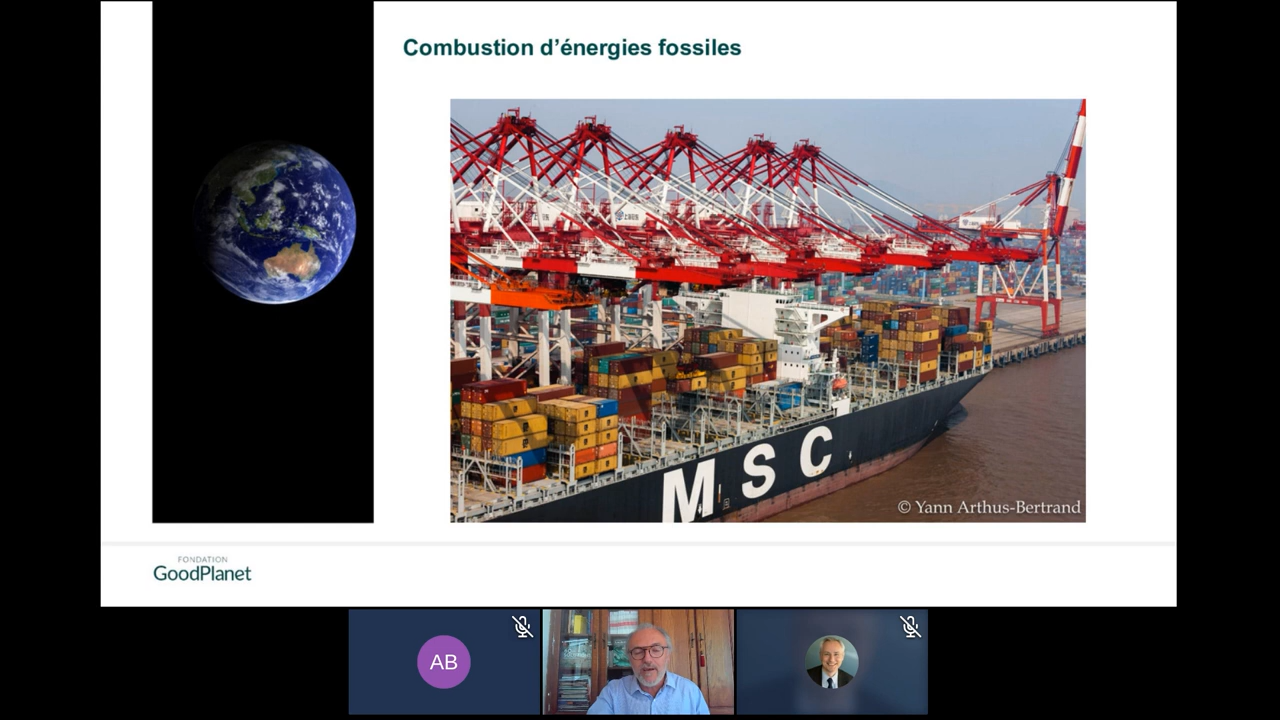 Combustion d’énergies fossiles
MSC
© Yann Arthus-Bertrand
FONDATION
GoodPlanet
AB